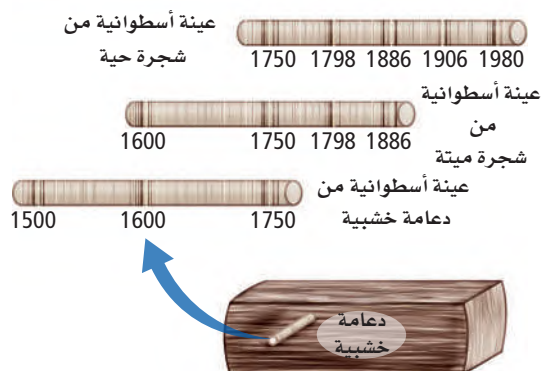 عينة أسطوانية من
شجرة حية
1750 1798 1886 1906 1980
عينة أسطوانية
من
شجرة ميتة
1600 1750 1798 1886
عينة أسطوانية من
دعامة خشبية
1500 1600 1750
دعامة
خشبية